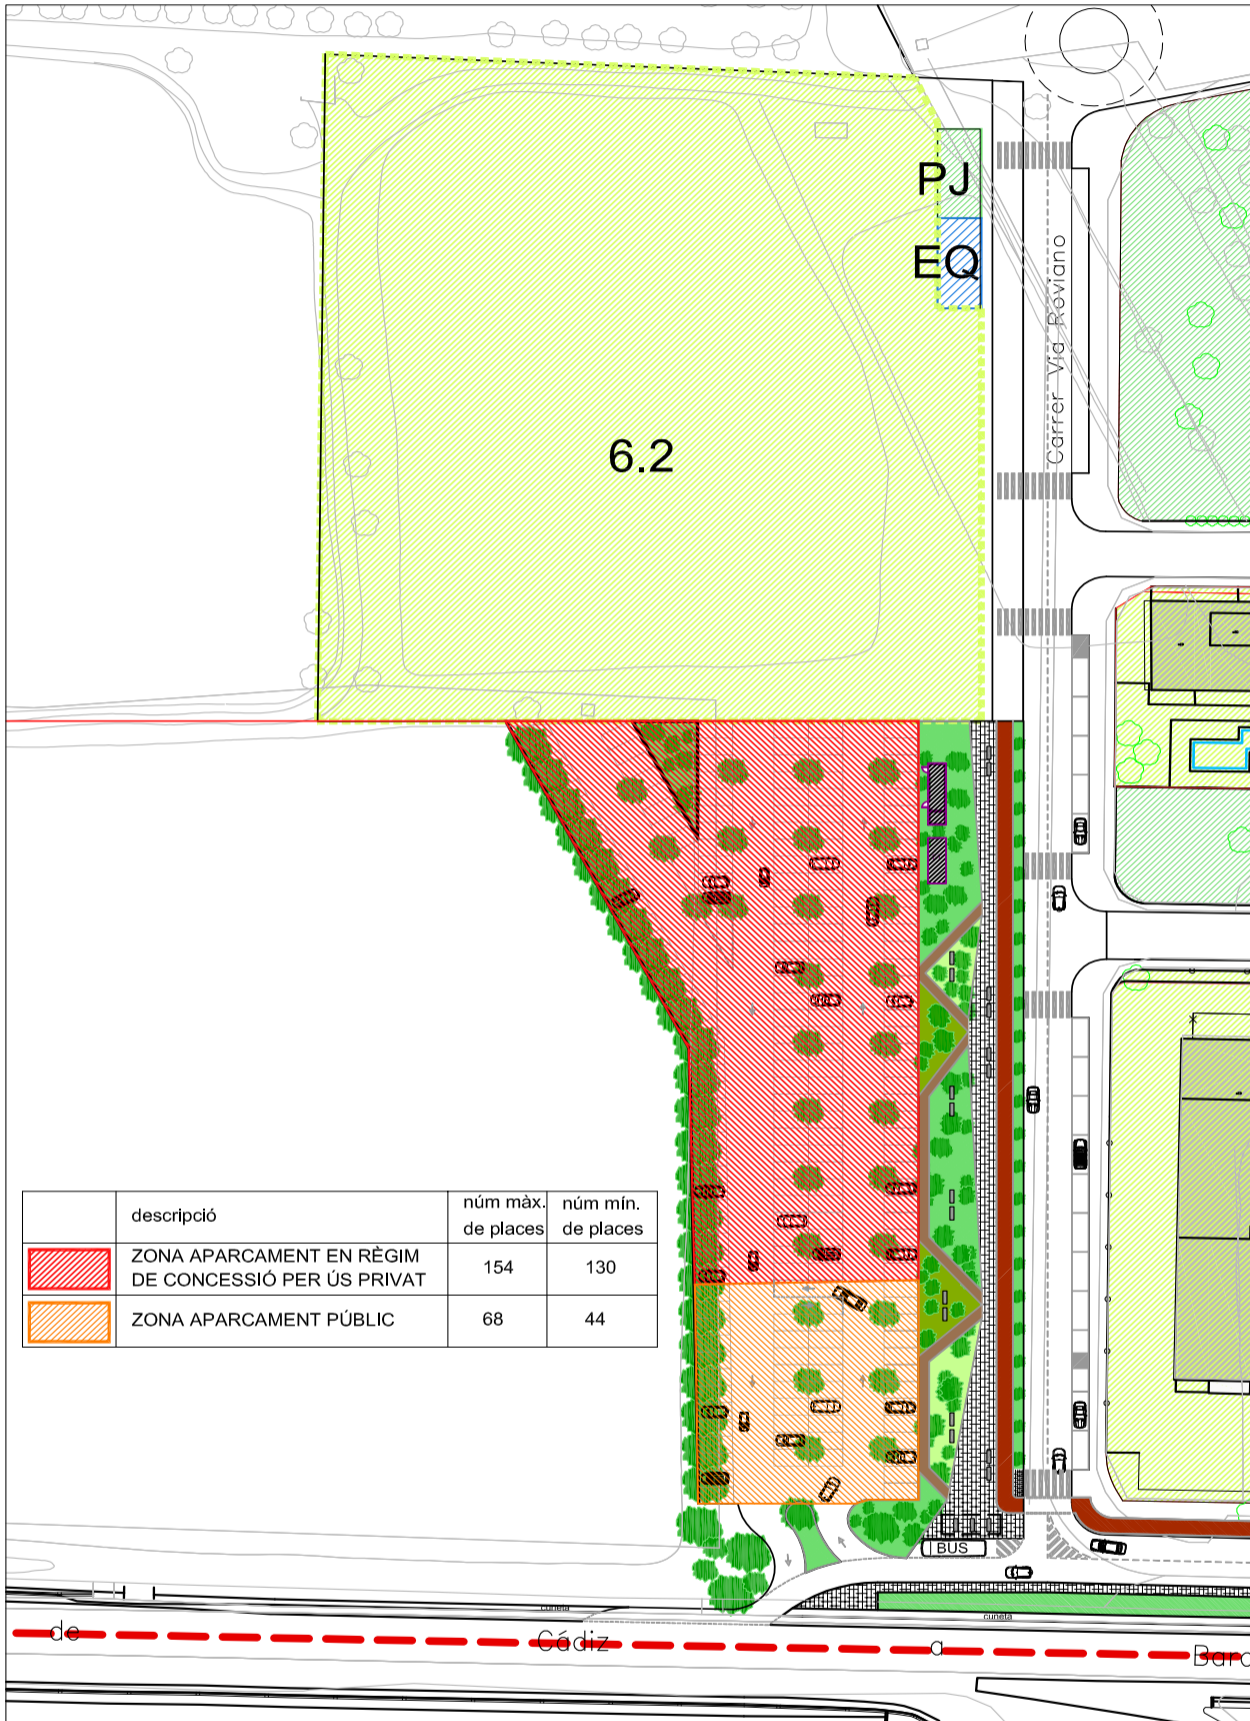 PJ
EQ
Carrer Via Roviano
6.2
descripció
núm màx. de places
núm mín. de places
ZONA APARCAMENT EN RÈGIM
DE CONCESSIÓ PER ÚS PRIVAT
154
130
ZONA APARCAMENT PÚBLIC
68
44
BUS
cuneta
cuneta
de Cádiz a Barc